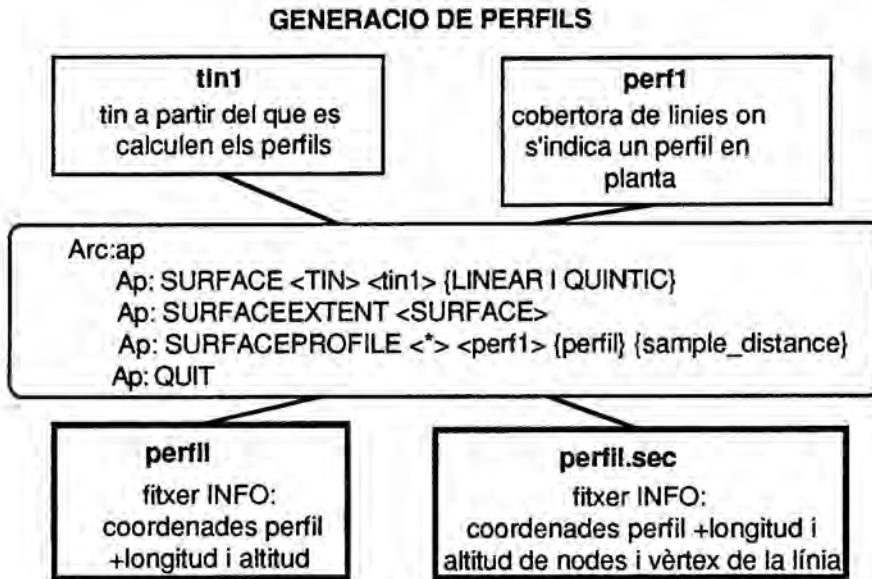 GENERACIO DE PERFILS
tin1
tin a partir del que es
calculen els perfils
perf1
cobertora de linies on
s'indica un perfil en
planta
Arc:ap
Ap: SURFACE <TIN> <tin1> {LINEAR I QUINTIC}
Ap: SURFACEEXTENT <SURFACE>
Ap: SURFACEPROFILE <*> <perf1> {perfil} {sample_distance}
Ap: QUIT
perfil
fitxer INFO:
coordenades perfil
+longitud i altitud
perfil.sec
fitxer INFO:
coordenades perfil +longitud i
altitud de nodes i vèrtex de la línia